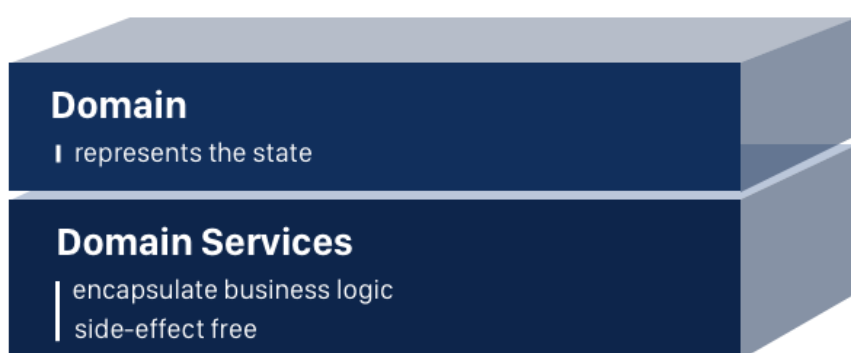 Domain
represents the state
Domain Services
encapsulate business logic
side-effect free